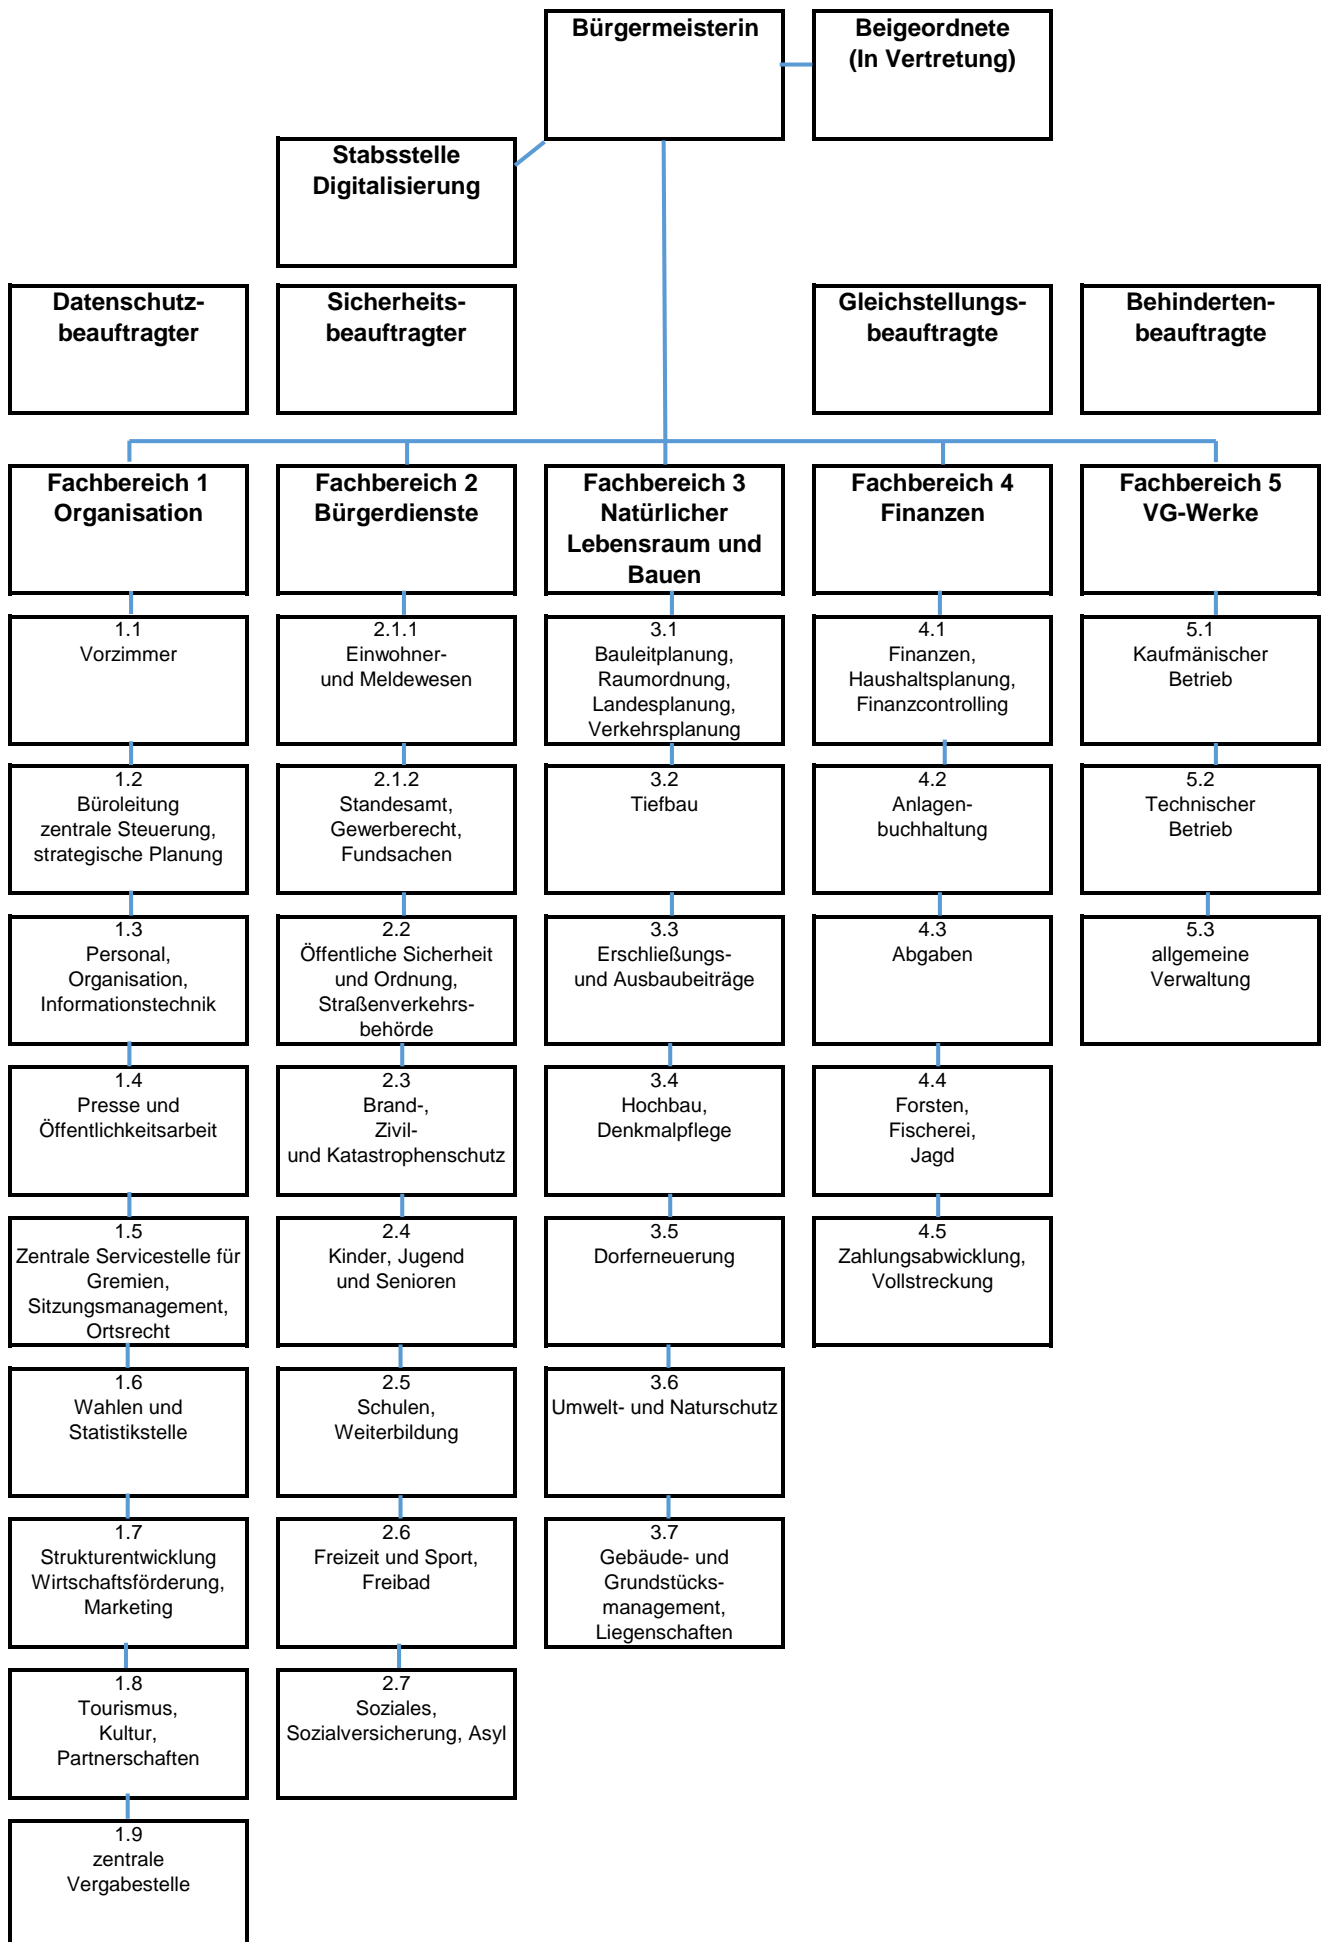 Bürgermeisterin
Beigeordnete
(In Vertretung)
Stabsstelle
Digitalisierung
Datenschutz-
beauftragter
Sicherheits-
beauftragter
Gleichstellungs-
beauftragte
Behinderten-
beauftragte
Fachbereich 1
Organisation
Fachbereich 2
Bürgerdienste
Fachbereich 3
Natürlicher
Lebensraum und
Bauen
Fachbereich 4
Finanzen
Fachbereich 5
VG-Werke
1.1
Vorzimmer
2.1.1
Einwohner-
und Meldewesen
3.1
Bauleitplanung,
Raumordnung,
Landesplanung,
Verkehrsplanung
4.1
Finanzen,
Haushaltsplanung,
Finanzcontrolling
5.1
Kaufmänischer
Betrieb
1.2
Büroleitung
zentrale Steuerung,
strategische Planung
2.1.2
Standesamt,
Gewerberecht,
Fundsachen
3.2
Tiefbau
4.2
Anlagen-
buchhaltung
5.2
Technischer
Betrieb
1.3
Personal,
Organisation,
Informationstechnik
2.2
Öffentliche Sicherheit
und Ordnung,
Straßenverkehrs-
behörde
3.3
Erschließungs-
und Ausbaubeiträge
4.3
Abgaben
5.3
allgemeine
Verwaltung
1.4
Presse und
Öffentlichkeitsarbeit
2.3
Brand-,
Zivil-
und Katastrophenschutz
3.4
Hochbau,
Denkmalpflege
4.4
Forsten,
Fischerei,
Jagd
1.5
Zentrale Servicestelle für
Gremien,
Sitzungsmanagement,
Ortsrecht
2.4
Kinder, Jugend
und Senioren
3.5
Dorferneuerung
4.5
Zahlungsabwicklung,
Vollstreckung
1.6
Wahlen und
Statistikstelle
2.5
Schulen,
Weiterbildung
3.6
Umwelt- und Naturschutz
1.7
Strukturentwicklung
Wirtschaftsförderung,
Marketing
2.6
Freizeit und Sport,
Freibad
3.7
Gebäude- und
Grundstücks-
management,
Liegenschaften
1.8
Tourismus,
Kultur,
Partnerschaften
2.7
Soziales,
Sozialversicherung, Asyl
1.9
zentrale
Vergabestelle